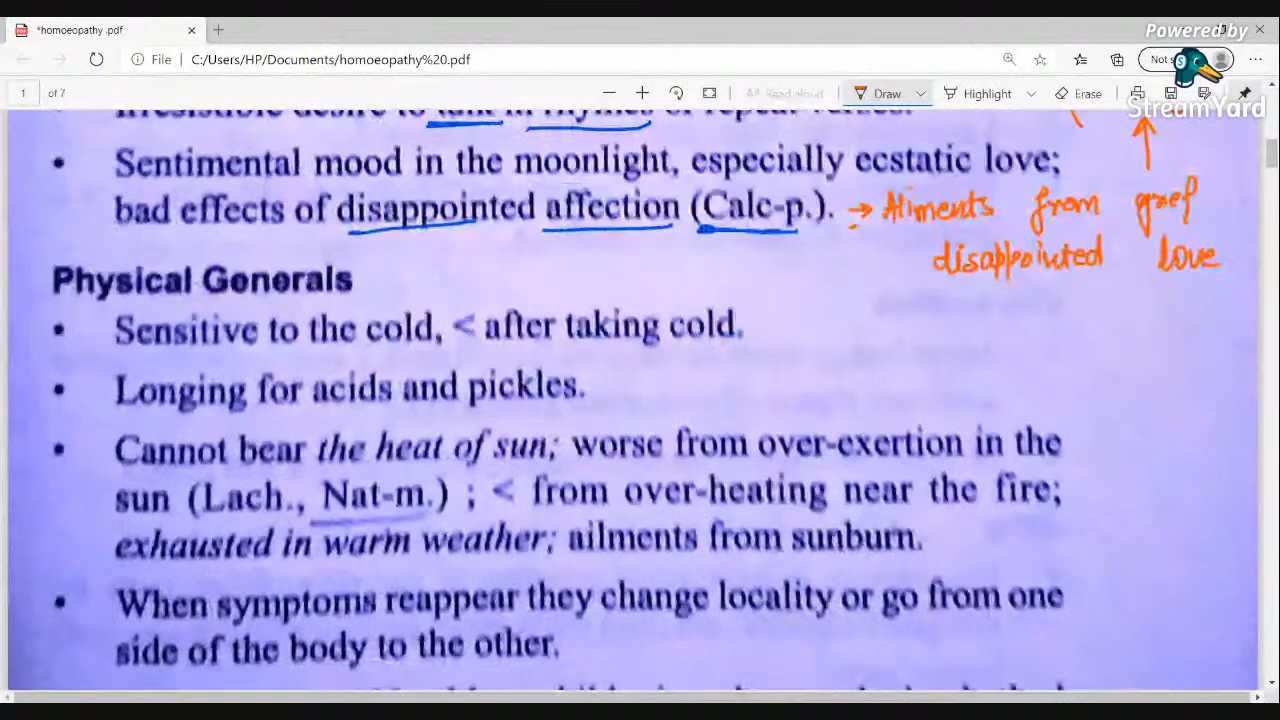 *homoeopathy .pdf
Powered by
File C:/Users/HP/Documents/homoeopathy%20.pdf
1 of 7 Draw Highlight Erase
StreamYard
• Sentimental mood in the moonlight, especially ecstatic love;
bad effects of disappointed affection (Calc-p.). → Ailments from grief
disappointed love
Physical Generals
• Sensitive to the cold, < after taking cold.
• Longing for acids and pickles.
• Cannot bear the heat of sun; worse from over-exertion in the
sun (Lach., Nat-m.) ; < from over-heating near the fire;
exhausted in warm weather; ailments from sunburn.
• When symptoms reappear they change locality or go from one
side of the body to the other.